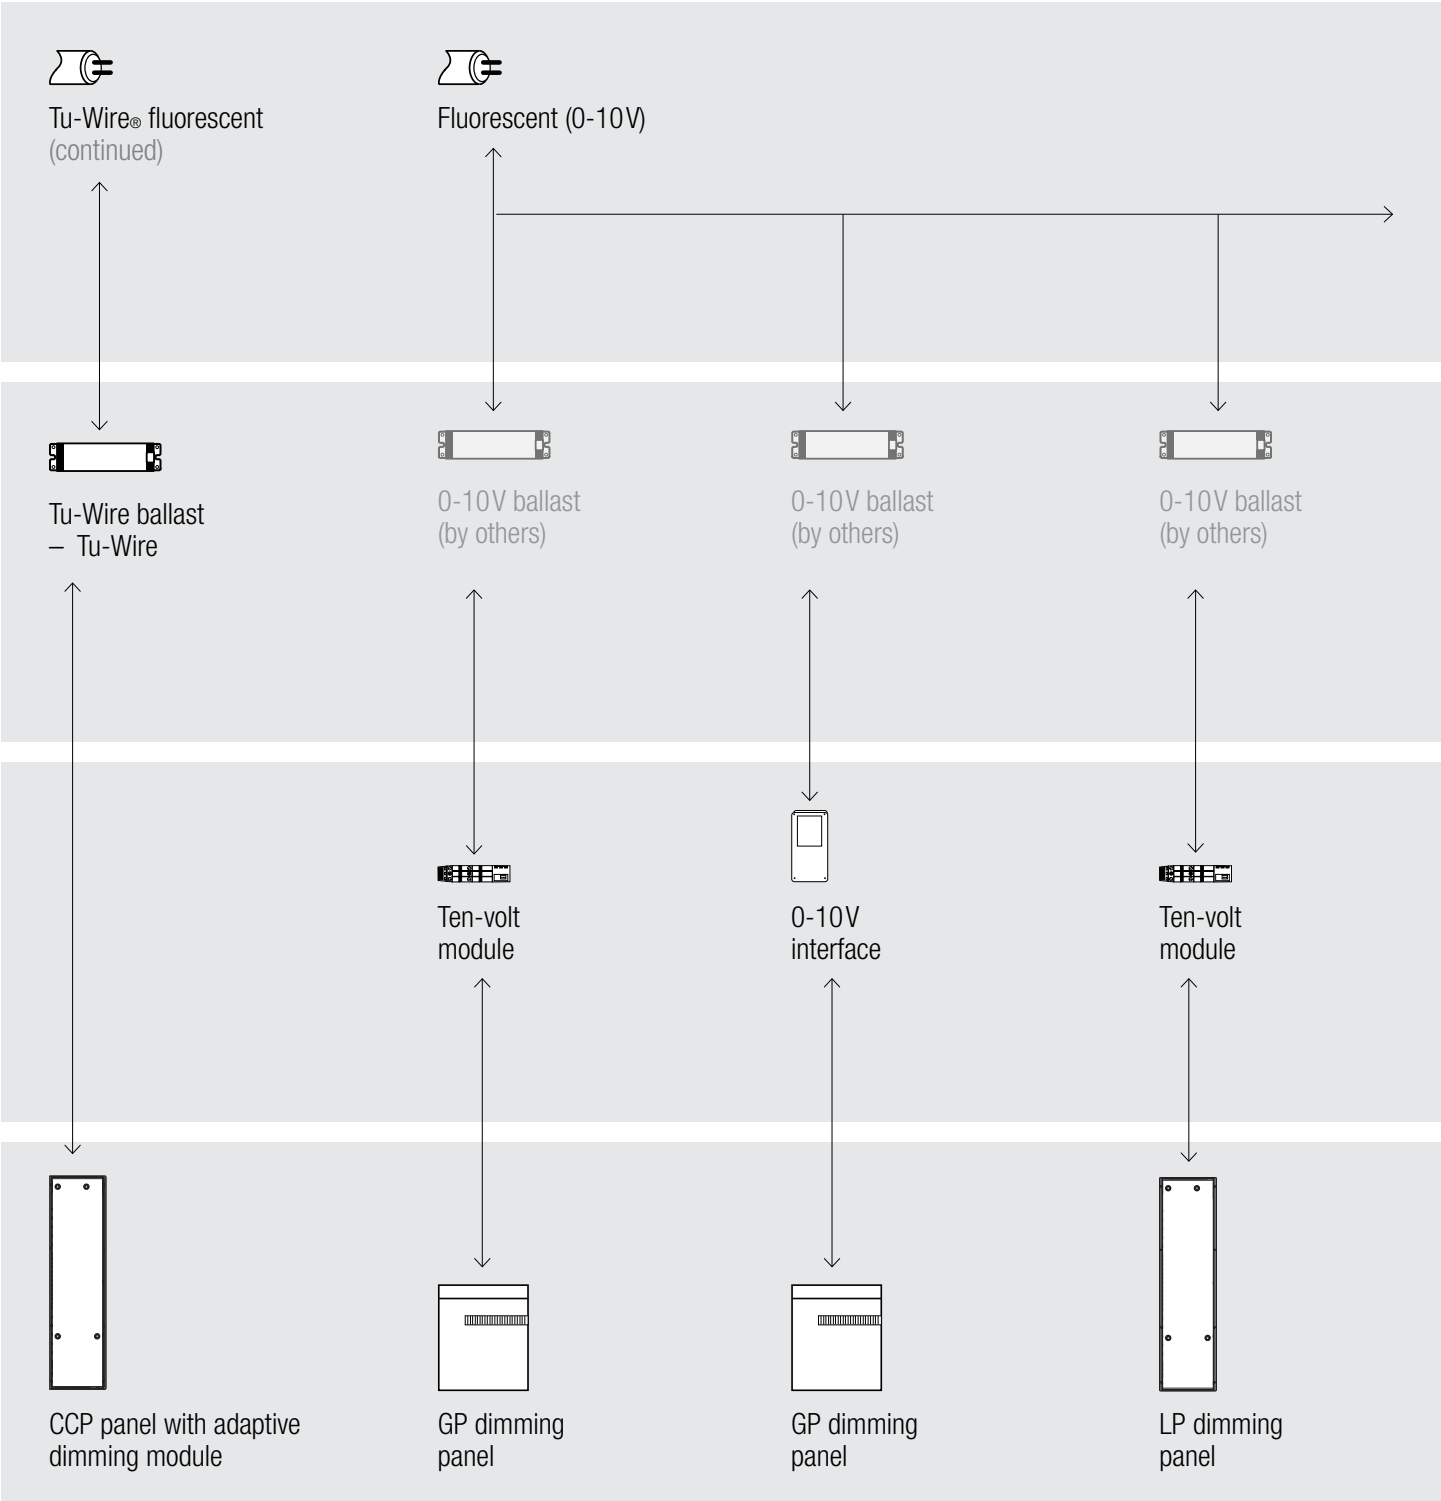 Tu-Wire® fluorescent
(continued)
Fluorescent (0-10V)
Tu-Wire ballast
– Tu-Wire
0-10V ballast
(by others)
0-10V ballast
(by others)
0-10V ballast
(by others)
Ten-volt
module
0-10V
interface
Ten-volt
module
CCP panel with adaptive
dimming module
GP dimming
panel
GP dimming
panel
LP dimming
panel